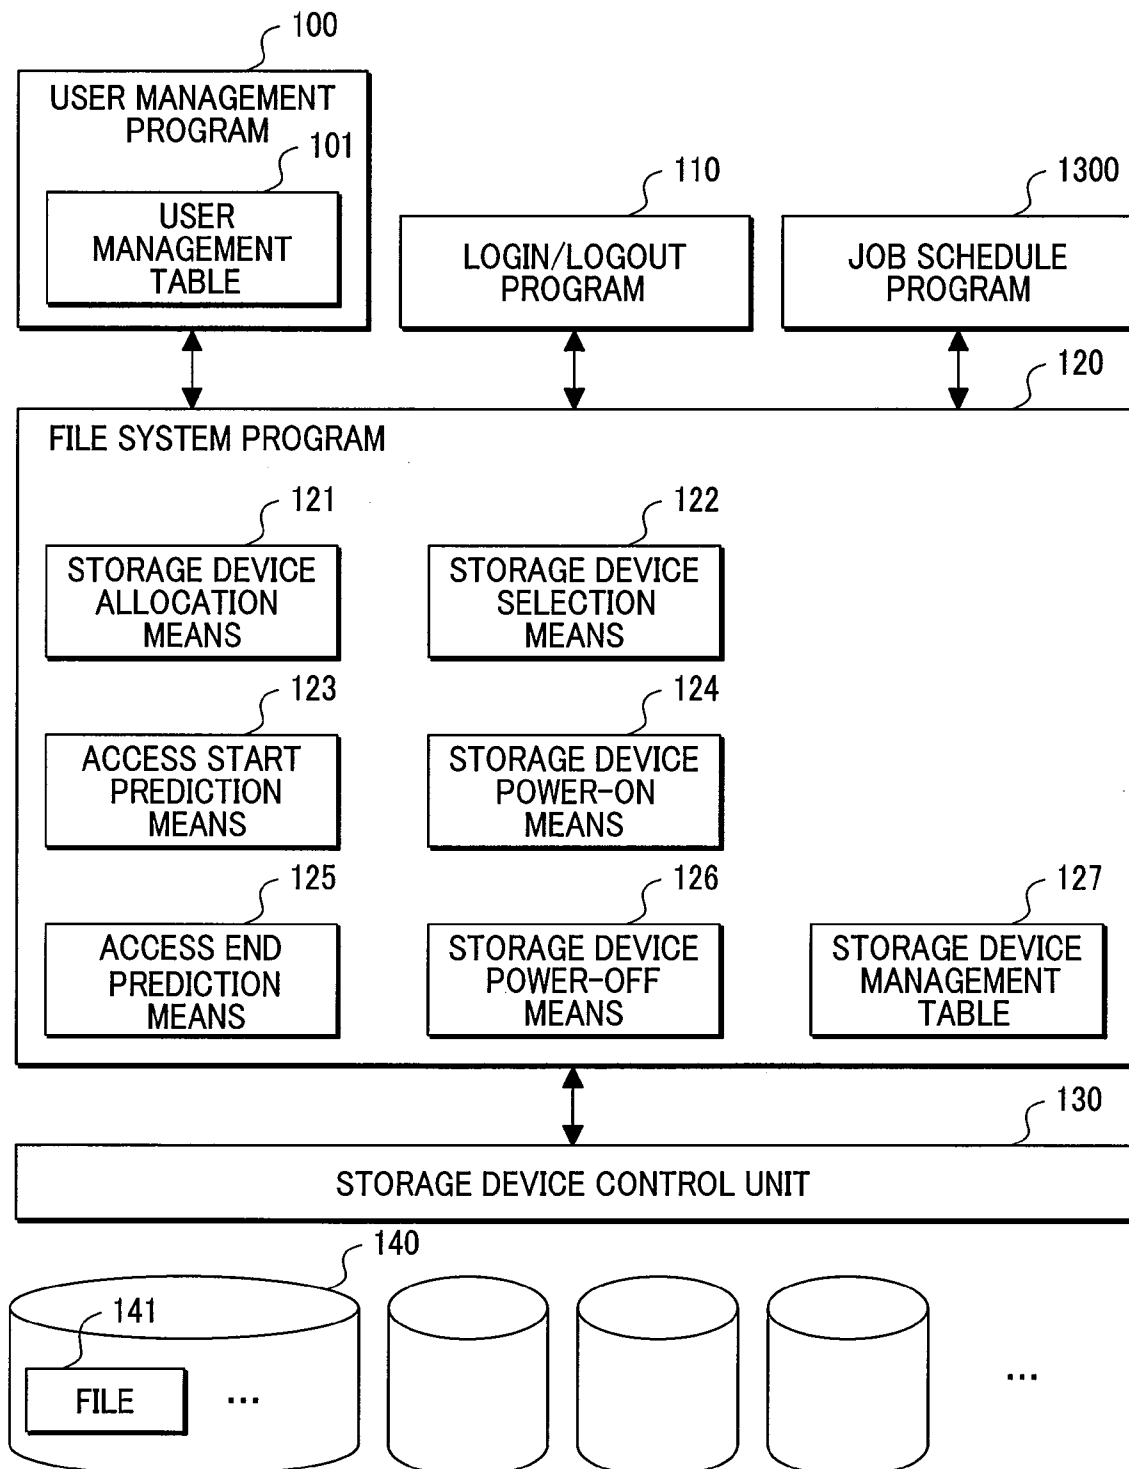 100
USER MANAGEMENT
PROGRAM
101
USER
MANAGEMENT
TABLE
110
LOGIN/LOGOUT
PROGRAM
1300
JOB SCHEDULE
PROGRAM
120
FILE SYSTEM PROGRAM
121
STORAGE DEVICE
ALLOCATION
MEANS
122
STORAGE DEVICE
SELECTION
MEANS
123
ACCESS START
PREDICTION
MEANS
124
STORAGE DEVICE
POWER-ON
MEANS
125
ACCESS END
PREDICTION
MEANS
126
STORAGE DEVICE
POWER-OFF
MEANS
127
STORAGE DEVICE
MANAGEMENT
TABLE
130
STORAGE DEVICE CONTROL UNIT
140
141
FILE
...
...